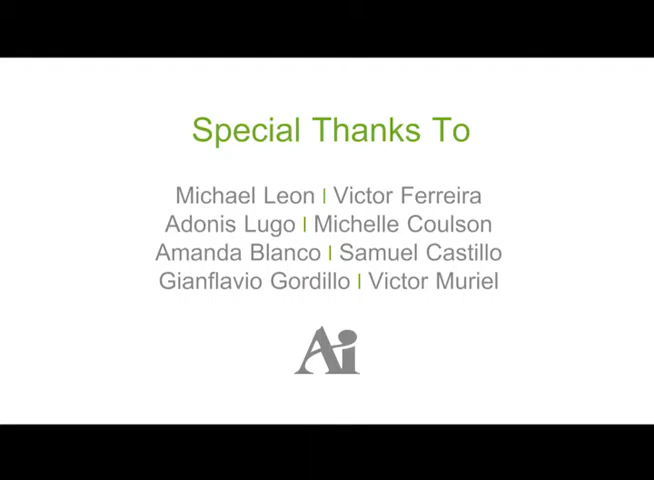 Special Thanks To
Michael Leon | Victor Ferreira
Adonis Lugo | Michelle Coulson
Amanda Blanco | Samuel Castillo
Gianflavio Gordillo | Victor Muriel
Ai